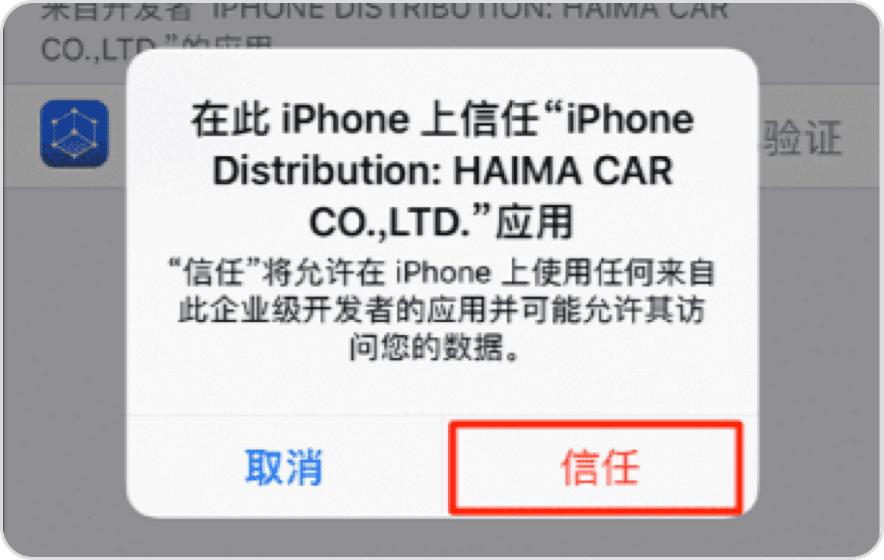 来自开发者“IPHONE DISTRIBUTION: HAIMA CAR
CO.,LTD.”的应用
验证
在此 iPhone 上信任“iPhone
Distribution: HAIMA CAR
CO.,LTD.”应用
“信任”将允许在 iPhone 上使用任何来自
此企业级开发者的应用并可能允许其访
问您的数据。
取消
信任